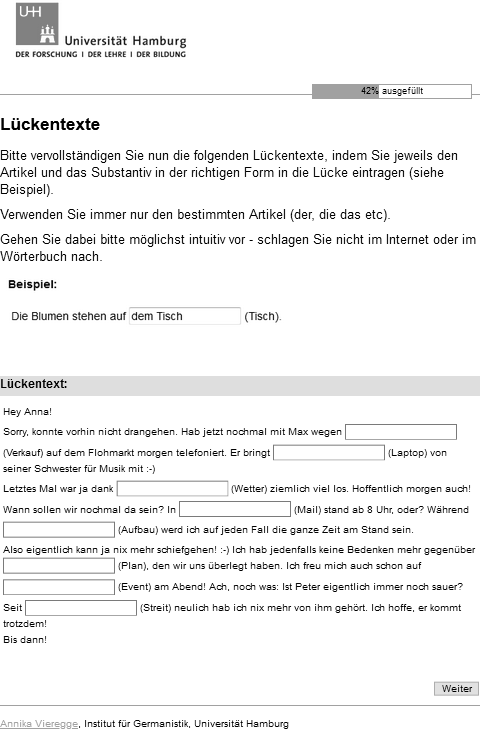 UHH
Universität Hamburg
DER FORSCHUNG I DER LEHRE I DER BILDUNG
42% ausgefüllt
Lückentexte
Bitte vervollständigen Sie nun die folgenden Lückentexte, indem Sie jeweils den
Artikel und das Substantiv in der richtigen Form in die Lücke eintragen (siehe
Beispiel).
Verwenden Sie immer nur den bestimmten Artikel (der, die das etc).
Gehen Sie dabei bitte möglichst intuitiv vor - schlagen Sie nicht im Internet oder im
Wörterbuch nach.
Beispiel:
Die Blumen stehen auf dem Tisch (Tisch).
Lückentext:
Hey Anna!
Sorry, konnte vorhin nicht drangehen. Hab jetzt nochmal mit Max wegen
(Verkauf) auf dem Flohmarkt morgen telefoniert. Er bringt (Laptop) von
seiner Schwester für Musik mit :-)
Letztes Mal war ja dank (Wetter) ziemlich viel los. Hoffentlich morgen auch!
Wann sollen wir nochmal da sein? In (Mail) stand ab 8 Uhr, oder? Während
(Aufbau) werd ich auf jeden Fall die ganze Zeit am Stand sein.
Also eigentlich kann ja nix mehr schiefgehen! :-) Ich hab jedenfalls keine Bedenken mehr gegenüber
(Plan), den wir uns überlegt haben. Ich freu mich auch schon auf
(Event) am Abend! Ach, noch was: Ist Peter eigentlich immer noch sauer?
Seit (Streit) neulich hab ich nix mehr von ihm gehört. Ich hoffe, er kommt
trotzdem!
Bis dann!
Weiter
Annika Vieregge, Institut für Germanistik, Universität Hamburg